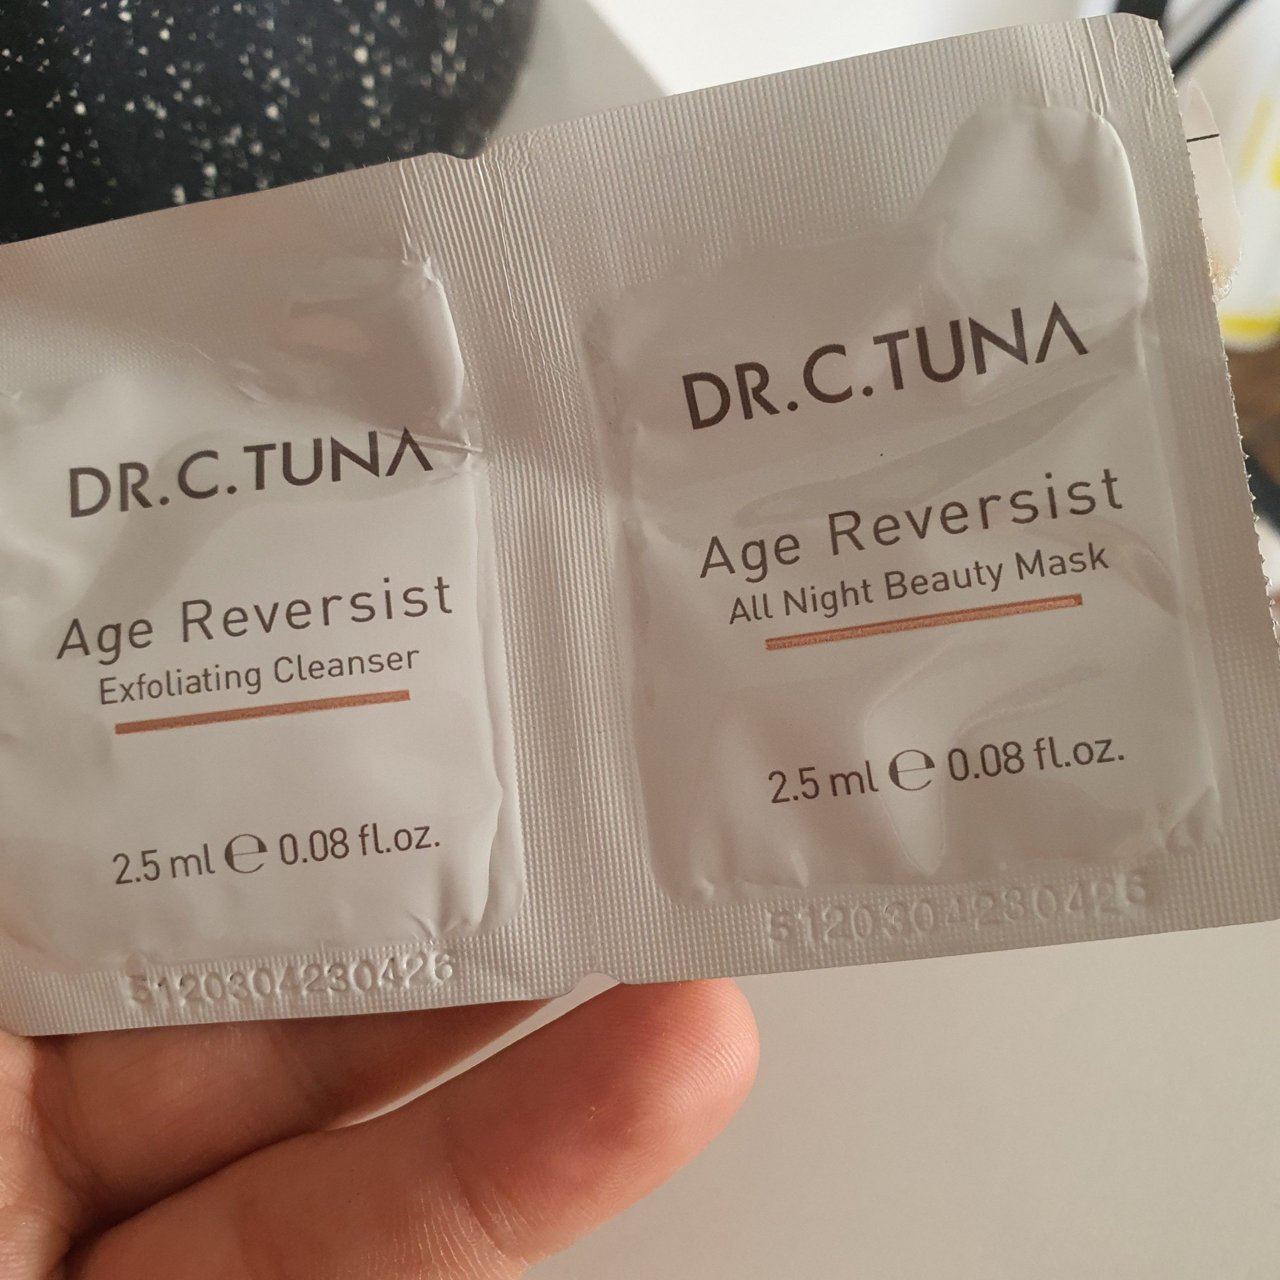 DR.C.TUNA
Age Reversist
Exfoliating Cleanser
2.5 ml ℮ 0.08 fl.oz.
5120304230426
DR.C.TUNA
Age Reversist
All Night Beauty Mask
2.5 ml ℮ 0.08 fl.oz.
5120304230426